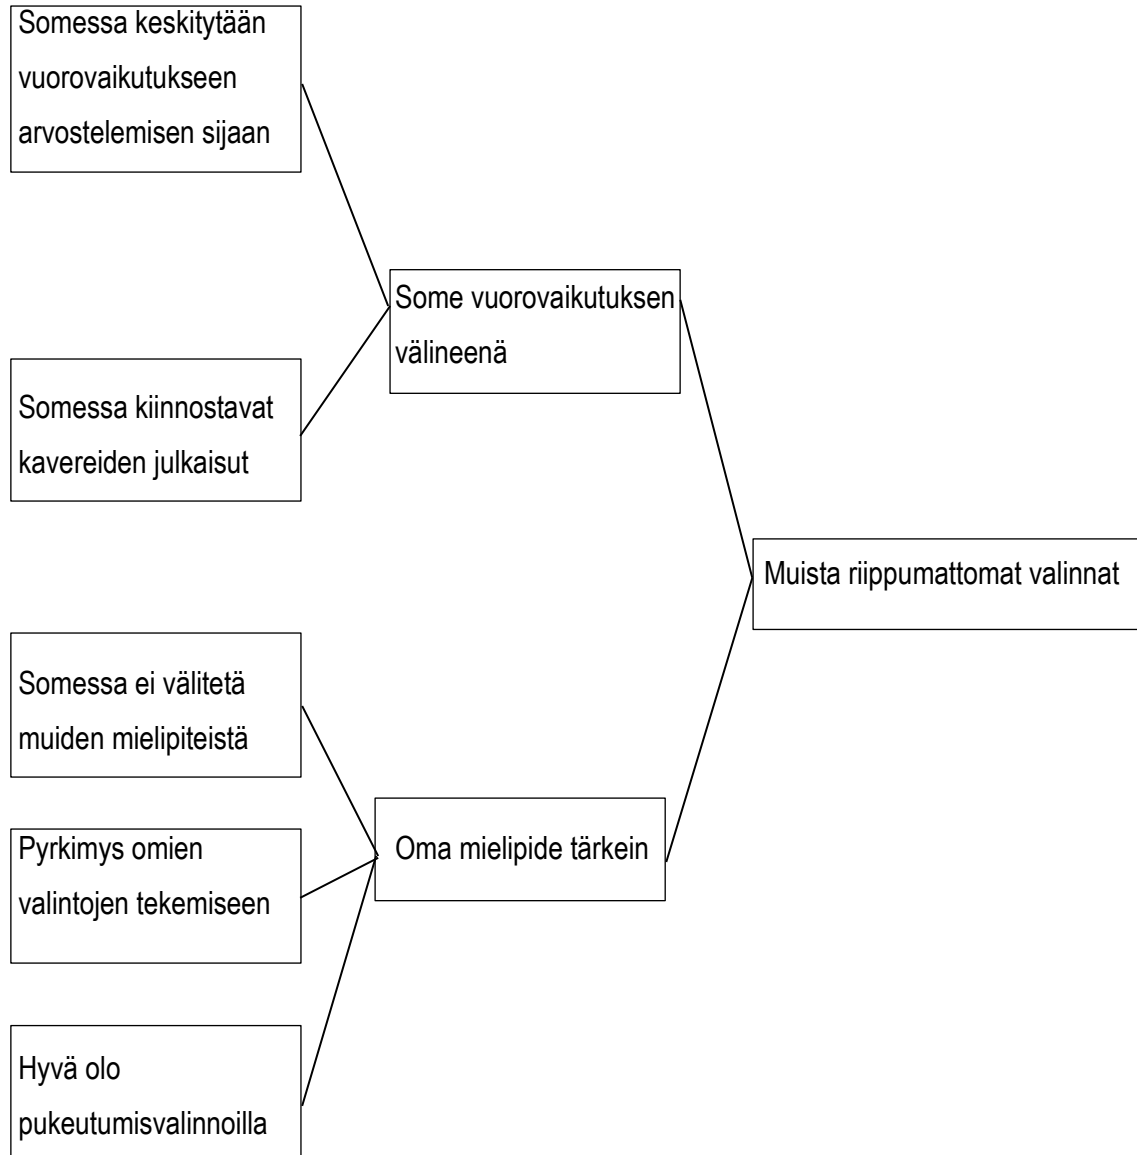 Somessa keskitytään
vuorovaikutukseen
arvostelemisen sijaan
Some vuorovaikutuksen
välineenä
Somessa kiinnostavat
kavereiden julkaisut
Muista riippumattomat valinnat
Somessa ei välitetä
muiden mielipiteistä
Oma mielipide tärkein
Pyrkimys omien
valintojen tekemiseen
Hyvä olo
pukeutumisvalinnoilla